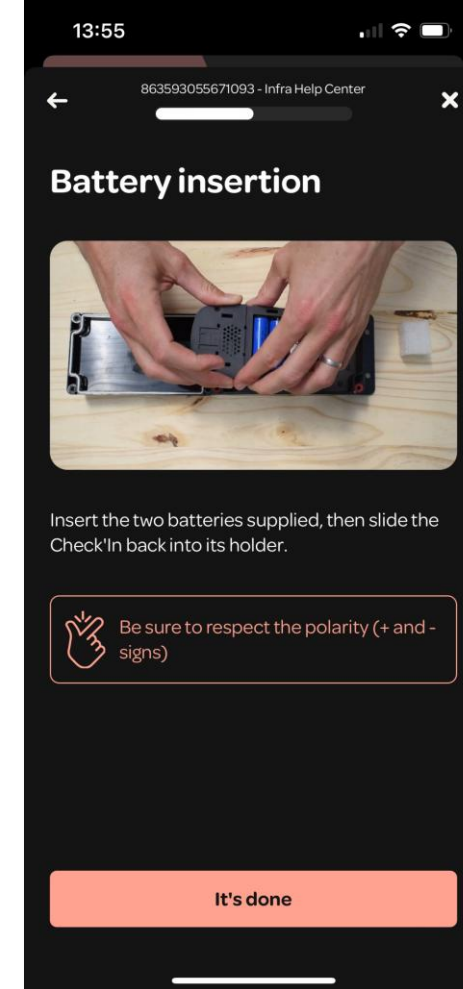 13:55
863593055671093 - Infra Help Center
Battery insertion
Insert the two batteries supplied, then slide the
Check'In back into its holder.
Be sure to respect the polarity (+ and -
signs)
It's done